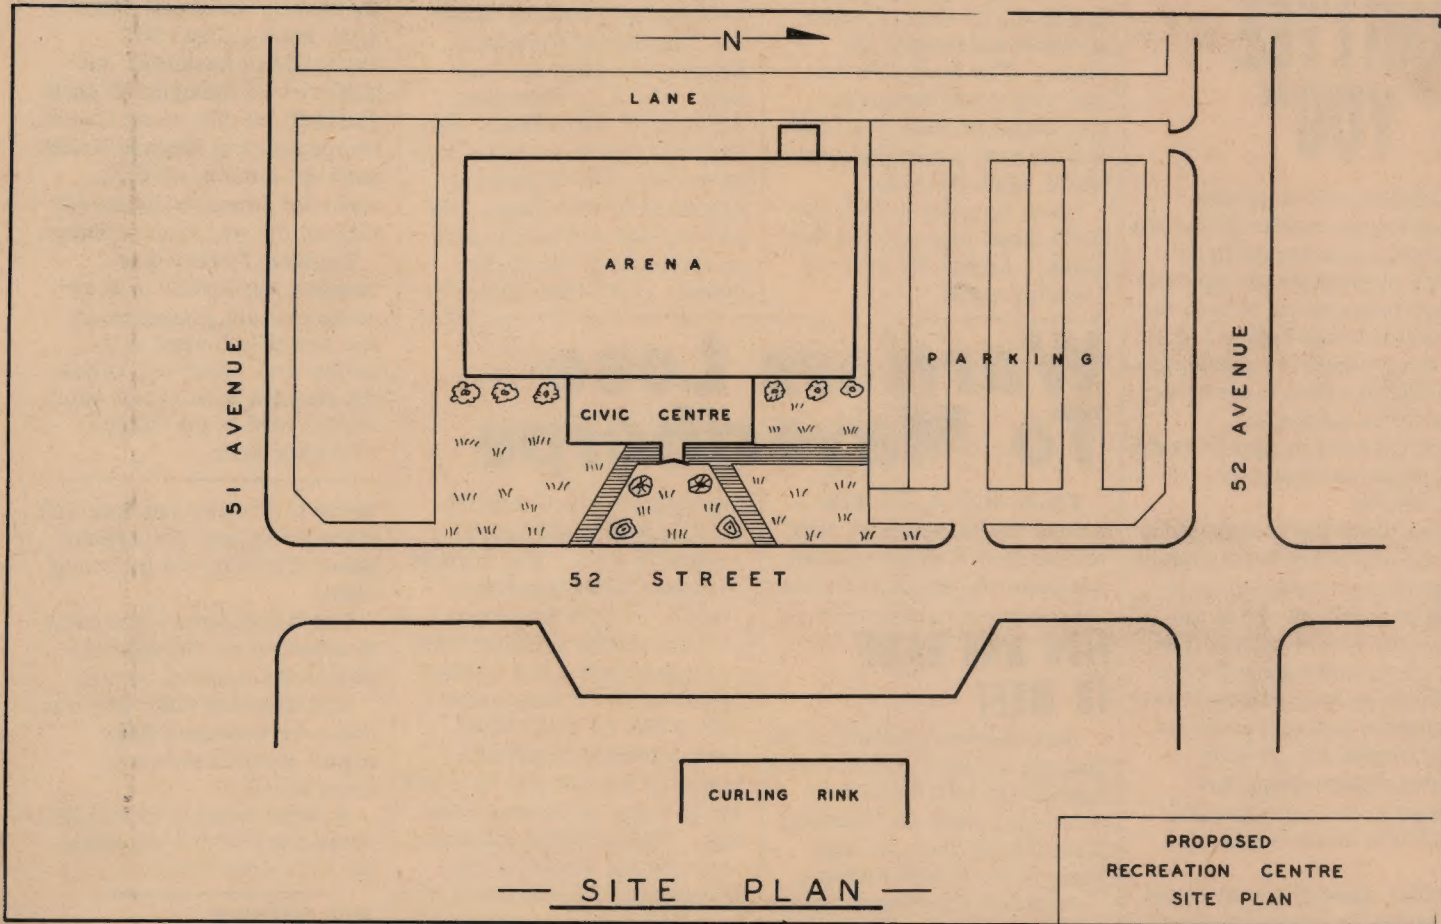 N
LANE
ARENA
PARKING
51 AVENUE
52 AVENUE
CIVIC CENTRE
52 STREET
CURLING RINK
SITE PLAN
PROPOSED
RECREATION CENTRE
SITE PLAN